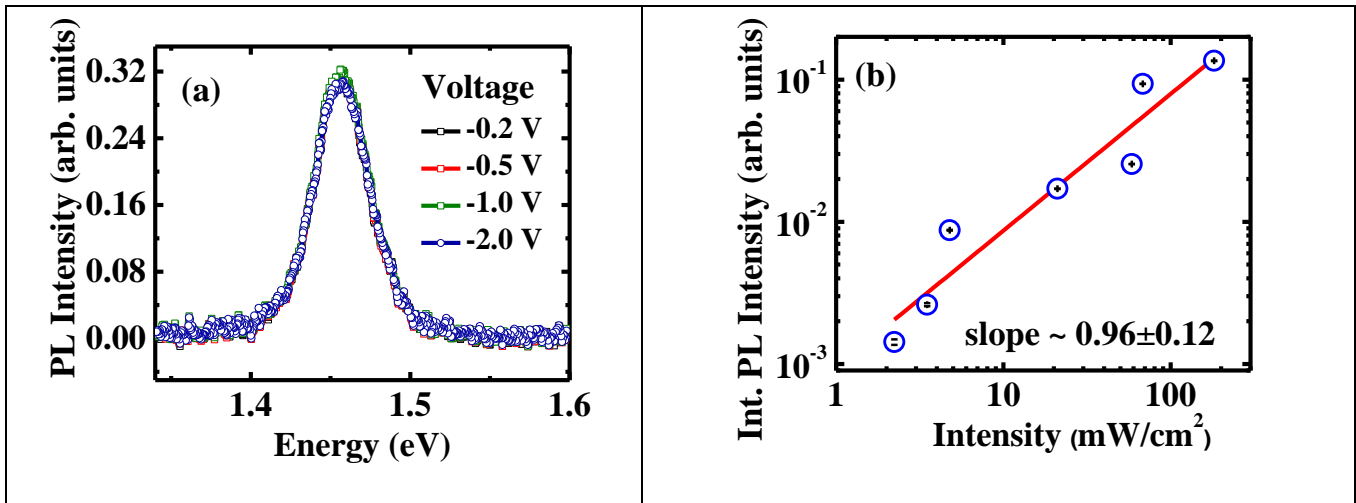 (a)
Voltage
-0.2 V
-0.5 V
-1.0 V
-2.0 V
PL Intensity (arb. units)
0.32
0.24
0.16
0.08
0.00
1.4 1.5 1.6
Energy (eV)
(b)
slope ~ 0.96±0.12
Int. PL Intensity (arb. units)
10⁻¹
10⁻²
10⁻³
1 10 100
Intensity (mW/cm²)